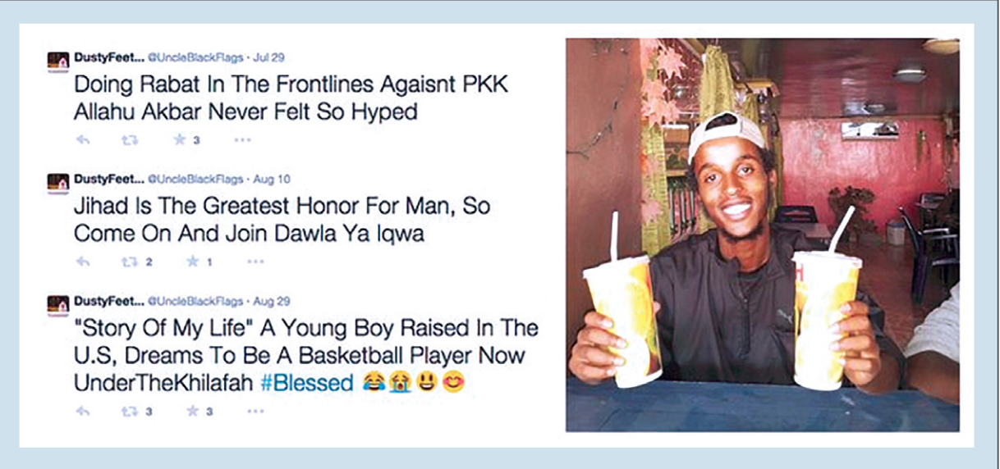 DustyFeet... @UncleBlackFlags · Jul 29
Doing Rabat In The Frontlines Agaisnt PKK
Allahu Akbar Never Felt So Hyped
3
DustyFeet... @UncleBlackFlags · Aug 10
Jihad Is The Greatest Honor For Man, So
Come On And Join Dawla Ya Iqwa
2 1
DustyFeet... @UncleBlackFlags · Aug 29
"Story Of My Life" A Young Boy Raised In The
U.S, Dreams To Be A Basketball Player Now
UnderTheKhilafah #Blessed 😂😭😃😊
3 3
H